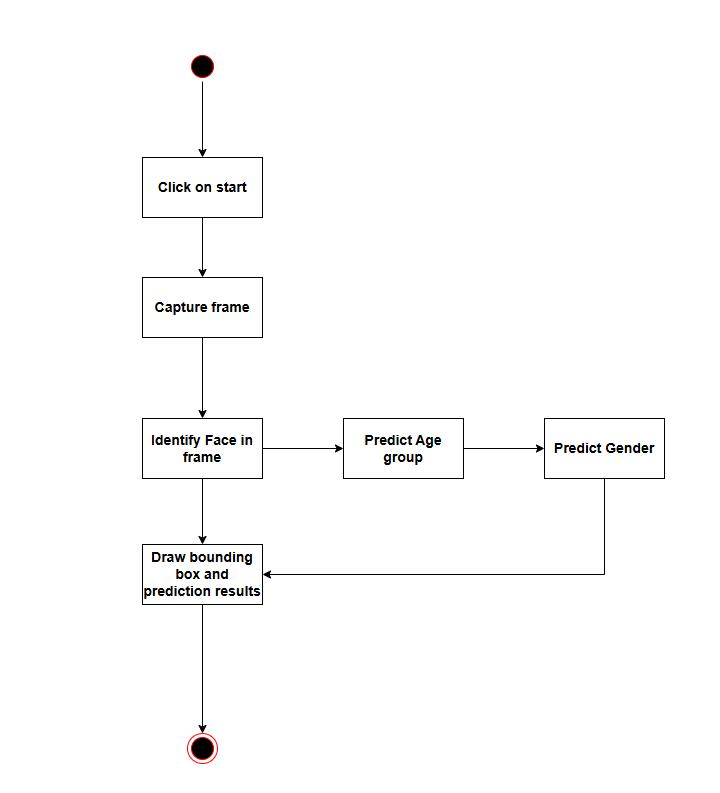 Click on start
Capture frame
Identify Face in
frame
Predict Age
group
Predict Gender
Draw bounding
box and
prediction results